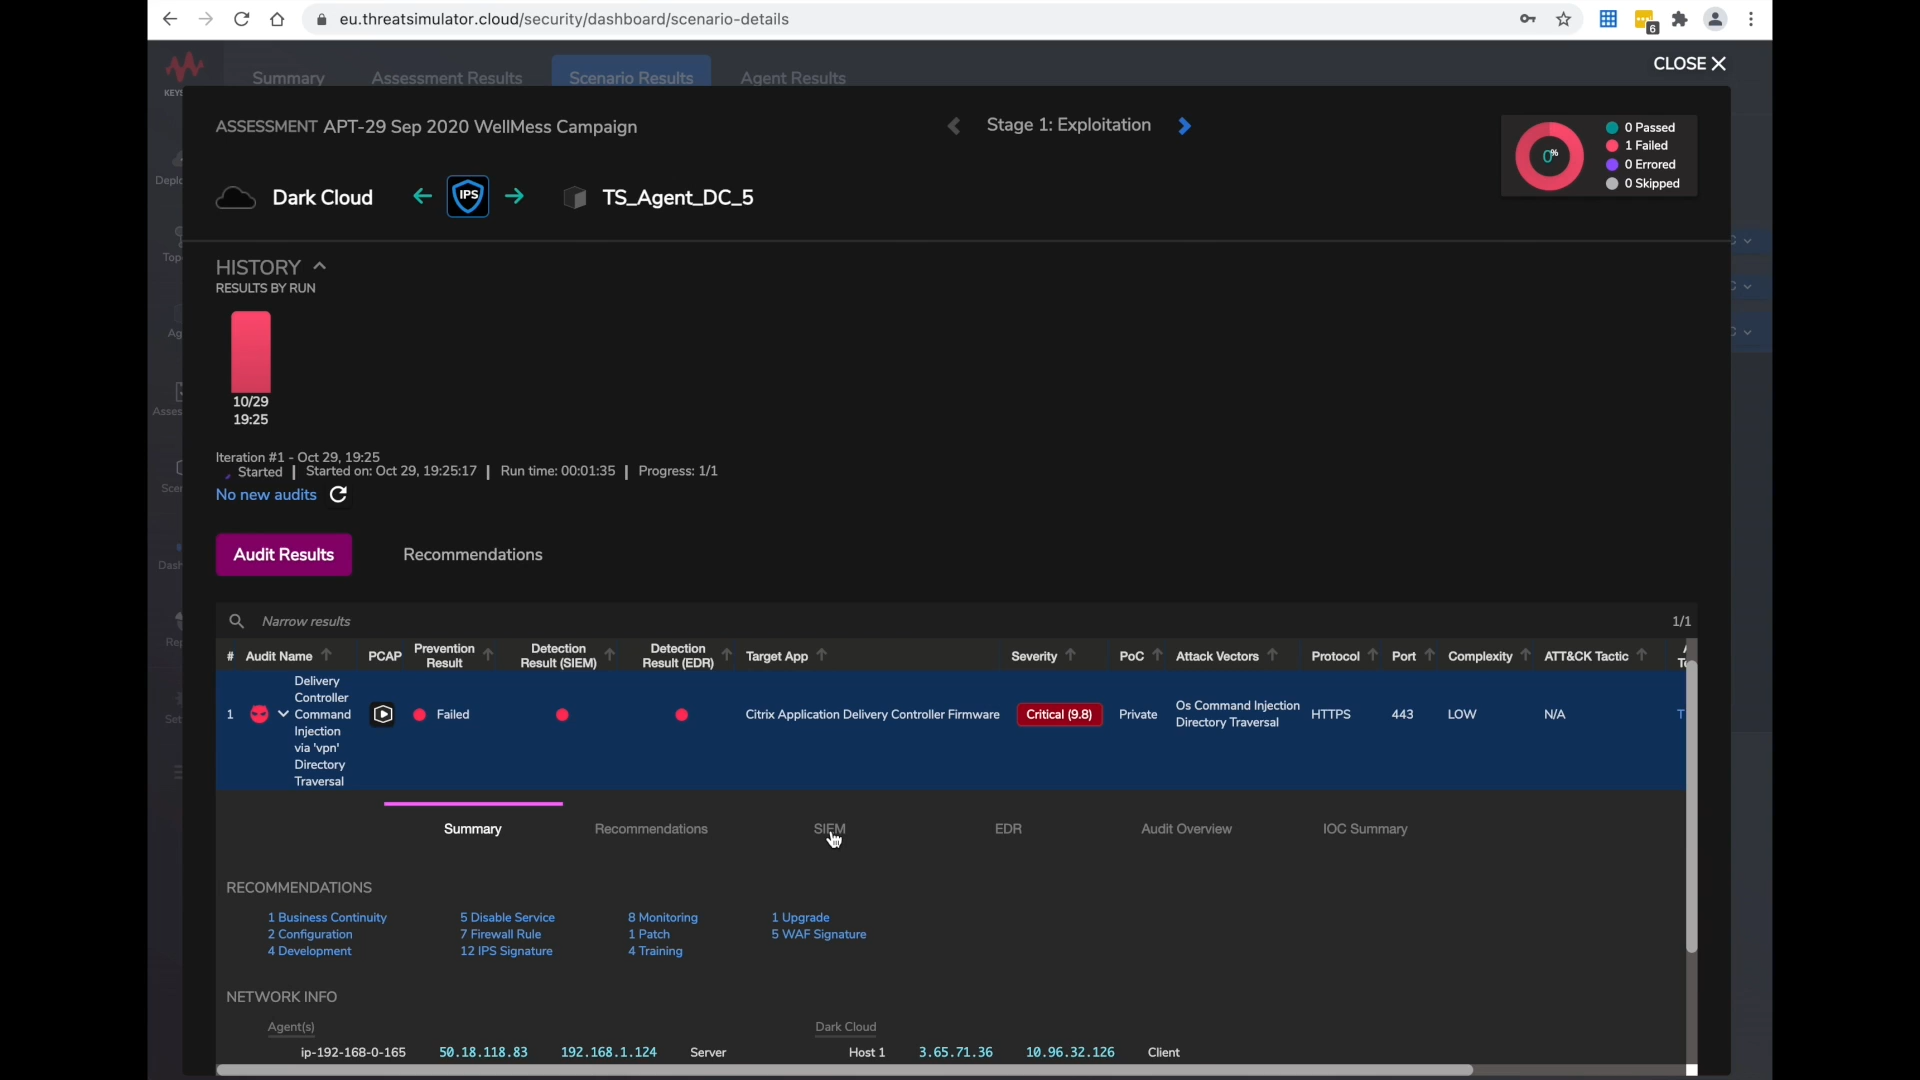 eu.threatsimulator.cloud/security/dashboard/scenario-details
6
KEYS
Summary
Assessment Results
Scenario Results
Agent Results
CLOSE
ASSESSMENT APT-29 Sep 2020 WellMess Campaign
Stage 1: Exploitation
0%
0 Passed
1 Failed
0 Errored
0 Skipped
Dark Cloud
IPS
TS_Agent_DC_5
HISTORY
RESULTS BY RUN
10/29
19:25
Iteration #1 - Oct 29, 19:25
Started | Started on: Oct 29, 19:25:17 | Run time: 00:01:35 | Progress: 1/1
No new audits
Audit Results
Recommendations
Narrow results
1/1
# Audit Name PCAP Prevention Result Detection Result (SIEM) Detection Result (EDR) Target App Severity PoC Attack Vectors Protocol Port Complexity ATT&CK Tactic
Delivery
Controller
1 Command Failed Citrix Application Delivery Controller Firmware Critical (9.8) Private Os Command Injection Directory Traversal HTTPS 443 LOW N/A T
Injection
via 'vpn'
Directory
Traversal
Summary
Recommendations
SIEM
EDR
Audit Overview
IOC Summary
RECOMMENDATIONS
1 Business Continuity 5 Disable Service 8 Monitoring 1 Upgrade
2 Configuration 7 Firewall Rule 1 Patch 5 WAF Signature
4 Development 12 IPS Signature 4 Training
NETWORK INFO
Agent(s) Dark Cloud
ip-192-168-0-165 50.18.118.83 192.168.1.124 Server Host 1 3.65.71.36 10.96.32.126 Client